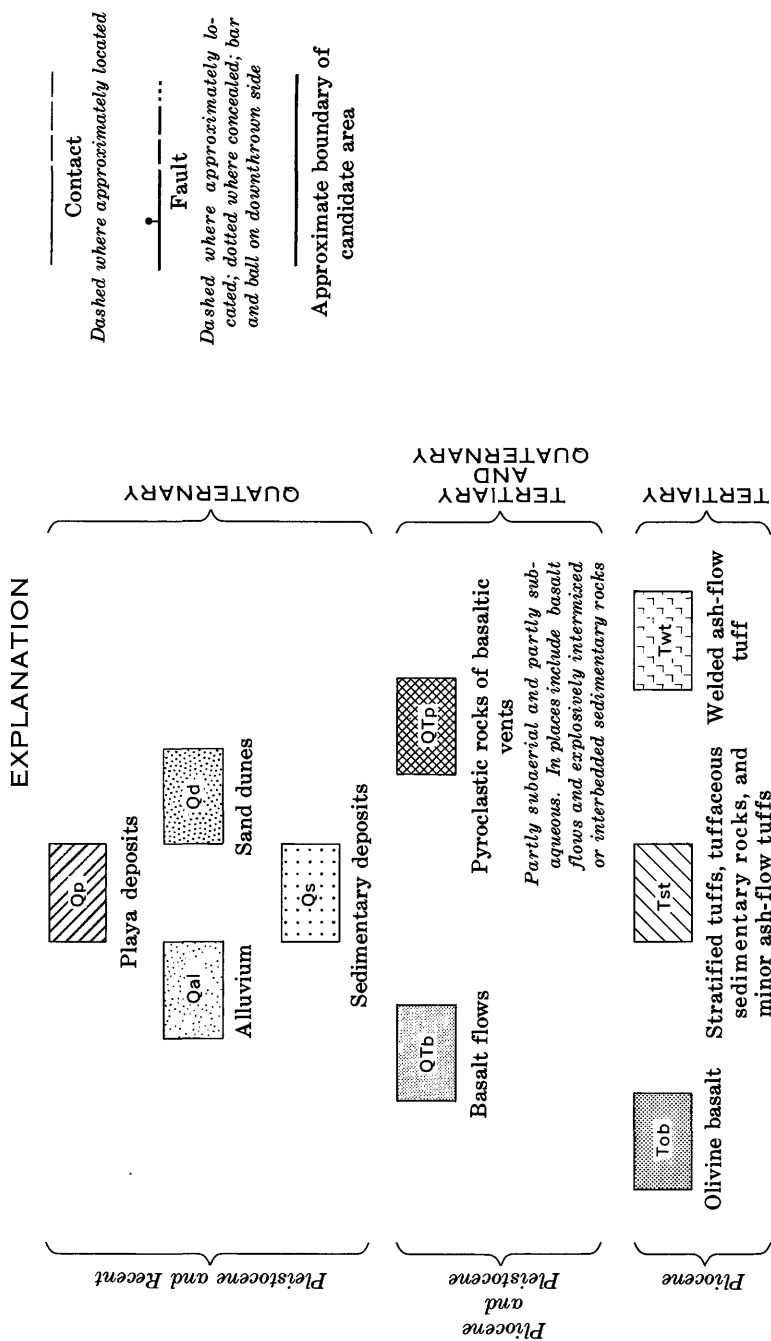 EXPLANATION
Qp
Playa deposits
Qal
Alluvium
Qd
Sand dunes
Qs
Sedimentary deposits
Pleistocene and Recent
QUATERNARY
QTb
Basalt flows
QTp
Pyroclastic rocks of basaltic
vents
Partly subaerial and partly sub-
aqueous. In places include basalt
flows and explosively intermixed
or interbedded sedimentary rocks
Pliocene
and
Pleistocene
TERTIARY
AND
QUATERNARY
Tob
Olivine basalt
Tst
Stratified tuffs, tuffaceous
sedimentary rocks, and
minor ash-flow tuffs
Twt
Welded ash-flow
tuff
Pliocene
TERTIARY
Contact
Dashed where approximately located
Fault
Dashed where approximately lo-
cated; dotted where concealed; bar
and ball on downthrown side
Approximate boundary of
candidate area